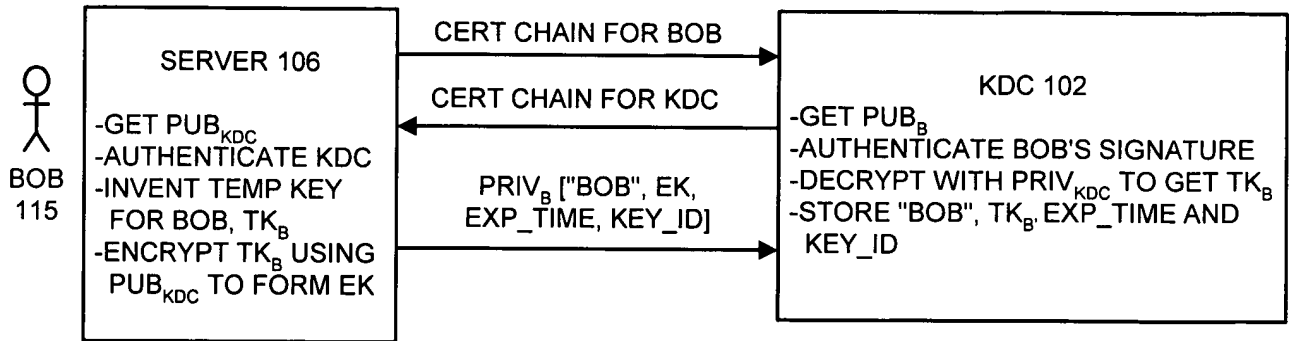 BOB
115
SERVER 106
-GET PUB_KDC
-AUTHENTICATE KDC
-INVENT TEMP KEY
FOR BOB, TK_B
-ENCRYPT TK_B USING
PUB_KDC TO FORM EK
CERT CHAIN FOR BOB
CERT CHAIN FOR KDC
PRIV_B ["BOB", EK,
EXP_TIME, KEY_ID]
KDC 102
-GET PUB_B
-AUTHENTICATE BOB'S SIGNATURE
-DECRYPT WITH PRIV_KDC TO GET TK_B
-STORE "BOB", TK_B, EXP_TIME AND
KEY_ID